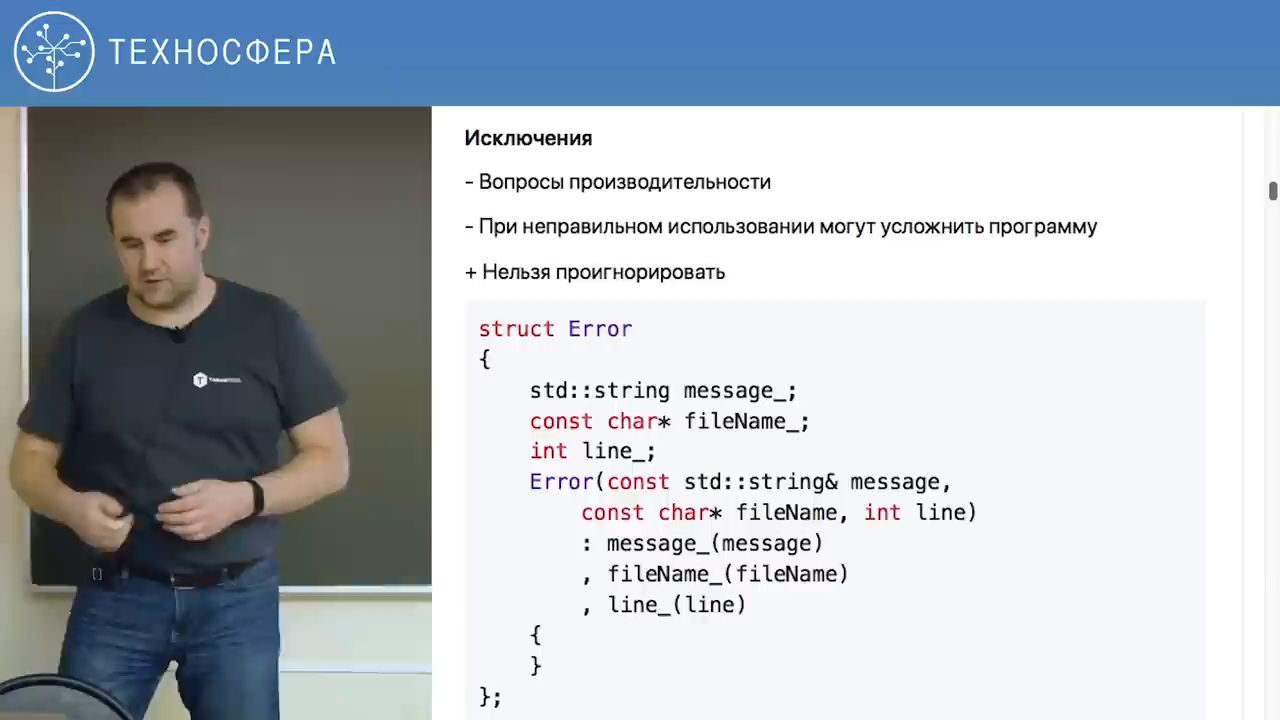 ТЕХНОСФЕРА
Исключения
- Вопросы производительности
- При неправильном использовании могут усложнить программу
+ Нельзя проигнорировать
struct Error
{
    std::string message_;
    const char* fileName_;
    int line_;
    Error(const std::string& message,
        const char* fileName, int line)
        : message_(message)
        , fileName_(fileName)
        , line_(line)
    {
    }
};